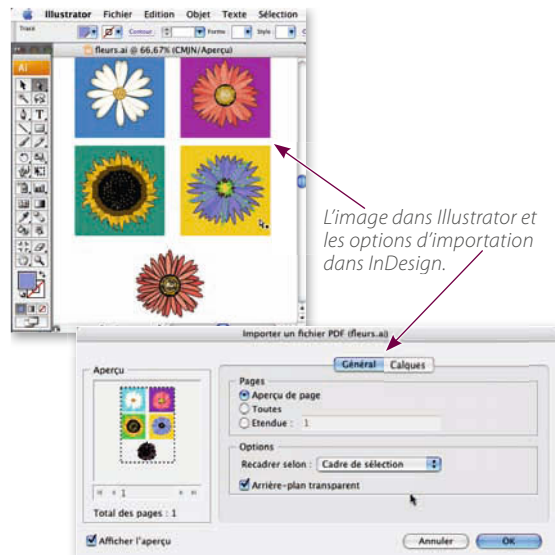 Illustrator Fichier Edition Objet Texte Sélection
Tracé Contour : Forme Style
fleurs.ai @ 66,67% (CMJN/Aperçu)
Ai
T
L'image dans Illustrator et
les options d'importation
dans InDesign.
Importer un fichier PDF (fleurs.ai)
Général Calques
Aperçu
Pages
Aperçu de page
Toutes
Etendue : 1
Options
Recadrer selon : Cadre de sélection
Arrière-plan transparent
1
Total des pages : 1
Afficher l'aperçu
Annuler OK